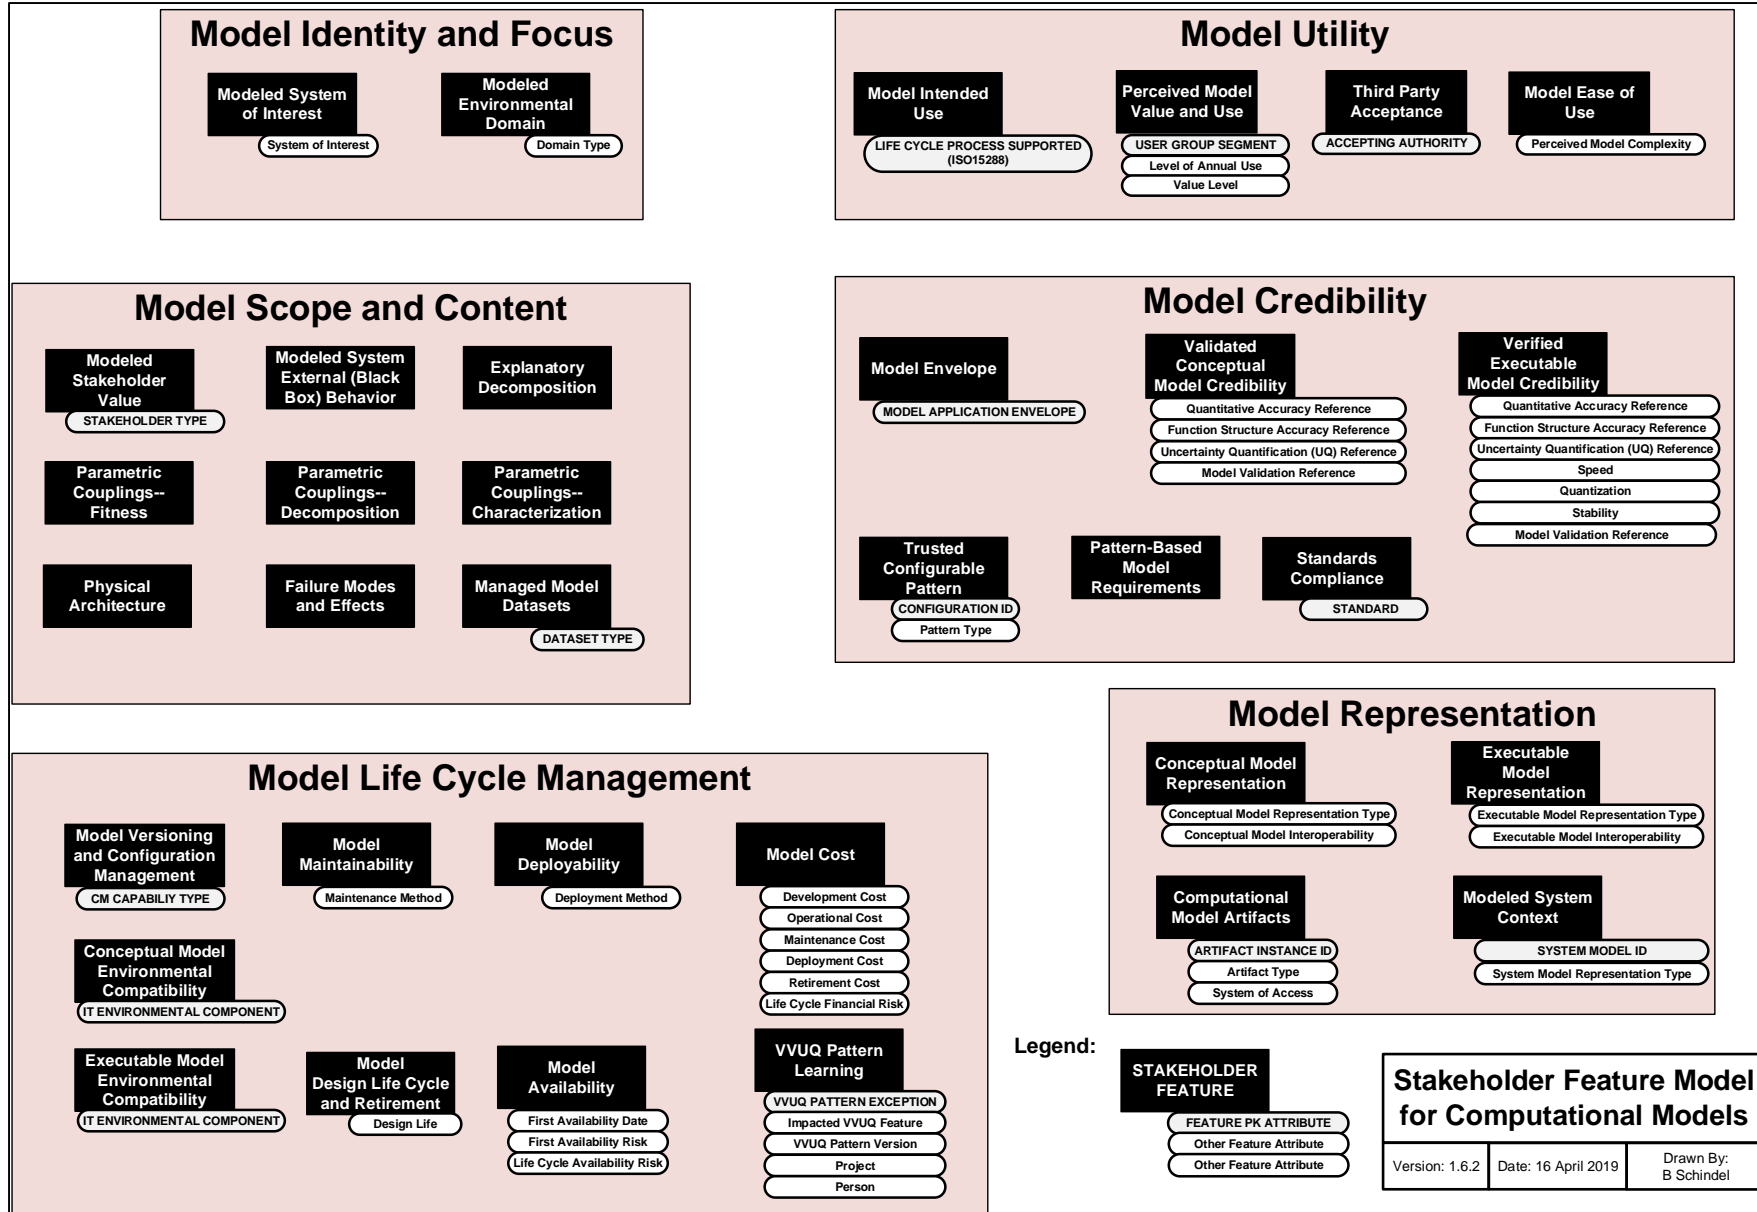 Model Identity and Focus
Modeled System
of Interest
System of Interest
Modeled
Environmental
Domain
Domain Type
Model Utility
Model Intended
Use
LIFE CYCLE PROCESS SUPPORTED
(ISO15288)
Perceived Model
Value and Use
USER GROUP SEGMENT
Level of Annual Use
Value Level
Third Party
Acceptance
ACCEPTING AUTHORITY
Model Ease of
Use
Perceived Model Complexity
Model Scope and Content
Modeled
Stakeholder
Value
STAKEHOLDER TYPE
Modeled System
External (Black
Box) Behavior
Explanatory
Decomposition
Parametric
Couplings--
Fitness
Parametric
Couplings--
Decomposition
Parametric
Couplings--
Characterization
Physical
Architecture
Failure Modes
and Effects
Managed Model
Datasets
DATASET TYPE
Model Credibility
Model Envelope
MODEL APPLICATION ENVELOPE
Validated
Conceptual
Model Credibility
Quantitative Accuracy Reference
Function Structure Accuracy Reference
Uncertainty Quantification (UQ) Reference
Model Validation Reference
Verified
Executable
Model Credibility
Quantitative Accuracy Reference
Function Structure Accuracy Reference
Uncertainty Quantification (UQ) Reference
Speed
Quantization
Stability
Model Validation Reference
Trusted
Configurable
Pattern
CONFIGURATION ID
Pattern Type
Pattern-Based
Model
Requirements
Standards
Compliance
STANDARD
Model Life Cycle Management
Model Versioning
and Configuration
Management
CM CAPABILIY TYPE
Model
Maintainability
Maintenance Method
Model
Deployability
Deployment Method
Model Cost
Development Cost
Operational Cost
Maintenance Cost
Deployment Cost
Retirement Cost
Life Cycle Financial Risk
Conceptual Model
Environmental
Compatibility
IT ENVIRONMENTAL COMPONENT
Executable Model
Environmental
Compatibility
IT ENVIRONMENTAL COMPONENT
Model
Design Life Cycle
and Retirement
Design Life
Model
Availability
First Availability Date
First Availability Risk
Life Cycle Availability Risk
VVUQ Pattern
Learning
VVUQ PATTERN EXCEPTION
Impacted VVUQ Feature
VVUQ Pattern Version
Project
Person
Model Representation
Conceptual Model
Representation
Conceptual Model Representation Type
Conceptual Model Interoperability
Executable
Model
Representation
Executable Model Representation Type
Executable Model Interoperability
Computational
Model Artifacts
ARTIFACT INSTANCE ID
Artifact Type
System of Access
Modeled System
Context
SYSTEM MODEL ID
System Model Representation Type
Legend:
STAKEHOLDER
FEATURE
FEATURE PK ATTRIBUTE
Other Feature Attribute
Other Feature Attribute
Stakeholder Feature Model
for Computational Models
Version: 1.6.2
Date: 16 April 2019
Drawn By:
B Schindel